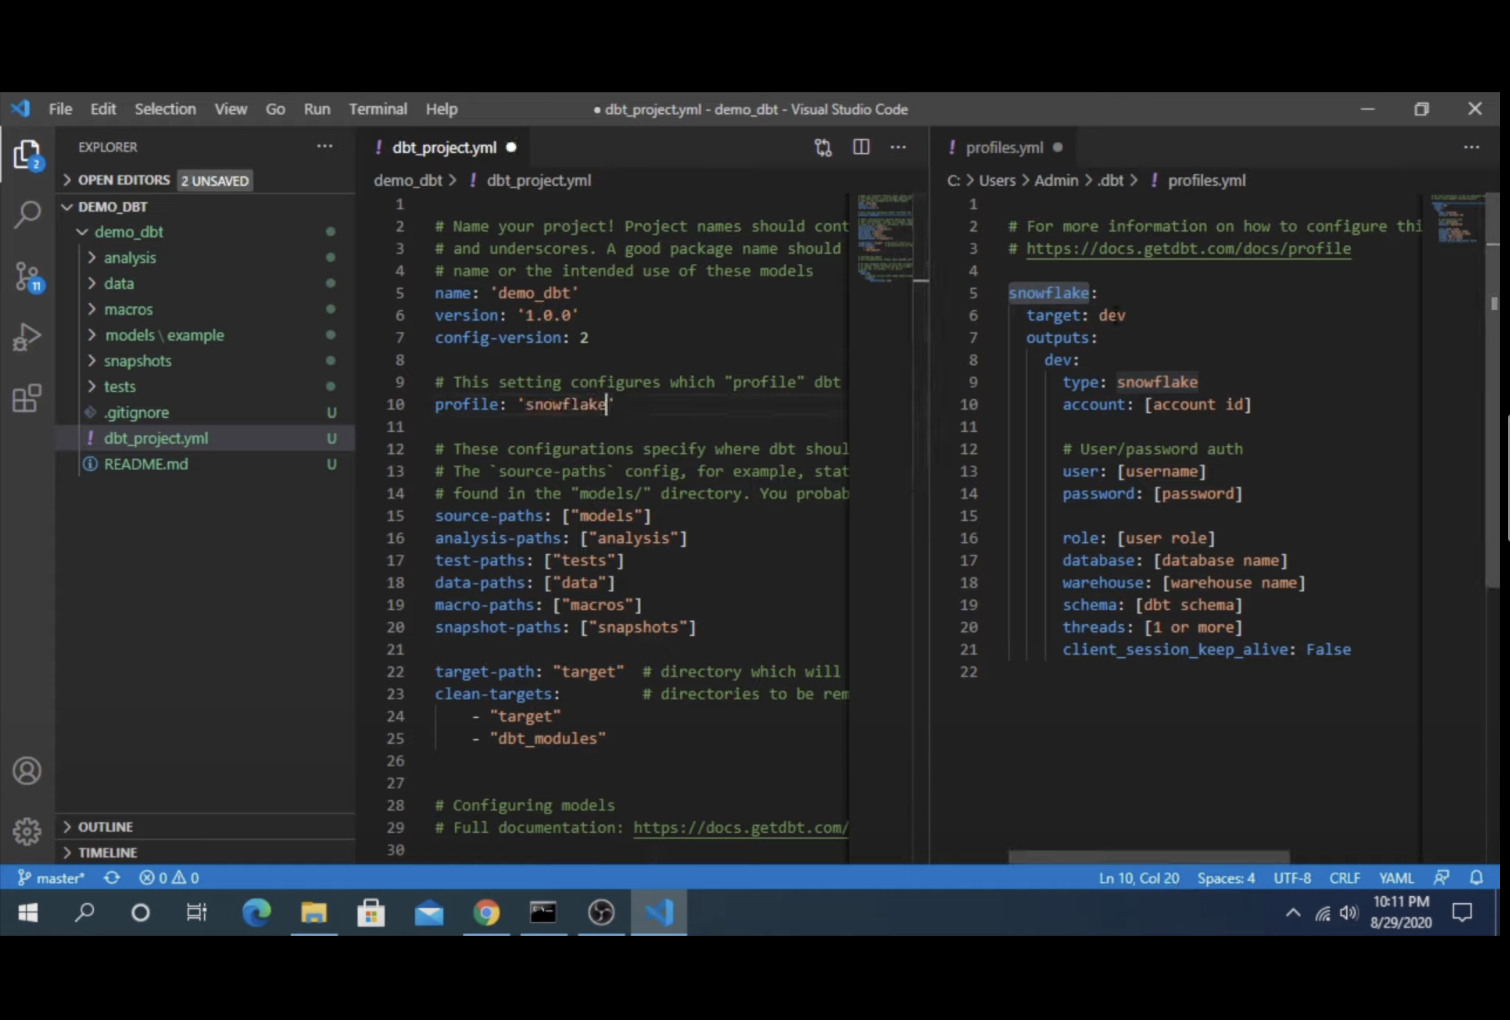 File Edit Selection View Go Run Terminal Help
● dbt_project.yml - demo_dbt - Visual Studio Code
EXPLORER
OPEN EDITORS 2 UNSAVED
DEMO_DBT
demo_dbt
analysis
data
macros
models\example
snapshots
tests
.gitignore U
dbt_project.yml U
README.md U
OUTLINE
TIMELINE
2
11
! dbt_project.yml ●
demo_dbt > ! dbt_project.yml
1
2 # Name your project! Project names should cont
3 # and underscores. A good package name should
4 # name or the intended use of these models
5 name: 'demo_dbt'
6 version: '1.0.0'
7 config-version: 2
8
9 # This setting configures which "profile" dbt
10 profile: 'snowflake'
11
12 # These configurations specify where dbt shoul
13 # The `source-paths` config, for example, stat
14 # found in the "models/" directory. You probab
15 source-paths: ["models"]
16 analysis-paths: ["analysis"]
17 test-paths: ["tests"]
18 data-paths: ["data"]
19 macro-paths: ["macros"]
20 snapshot-paths: ["snapshots"]
21
22 target-path: "target" # directory which will
23 clean-targets: # directories to be rem
24 - "target"
25 - "dbt_modules"
26
27
28 # Configuring models
29 # Full documentation: https://docs.getdbt.com/
30
! profiles.yml ●
C: > Users > Admin > .dbt > ! profiles.yml
1
2 # For more information on how to configure thi
3 # https://docs.getdbt.com/docs/profile
4
5 snowflake:
6 target: dev
7 outputs:
8 dev:
9 type: snowflake
10 account: [account id]
11
12 # User/password auth
13 user: [username]
14 password: [password]
15
16 role: [user role]
17 database: [database name]
18 warehouse: [warehouse name]
19 schema: [dbt schema]
20 threads: [1 or more]
21 client_session_keep_alive: False
22
master* 0 0
Ln 10, Col 20 Spaces: 4 UTF-8 CRLF YAML
10:11 PM
8/29/2020